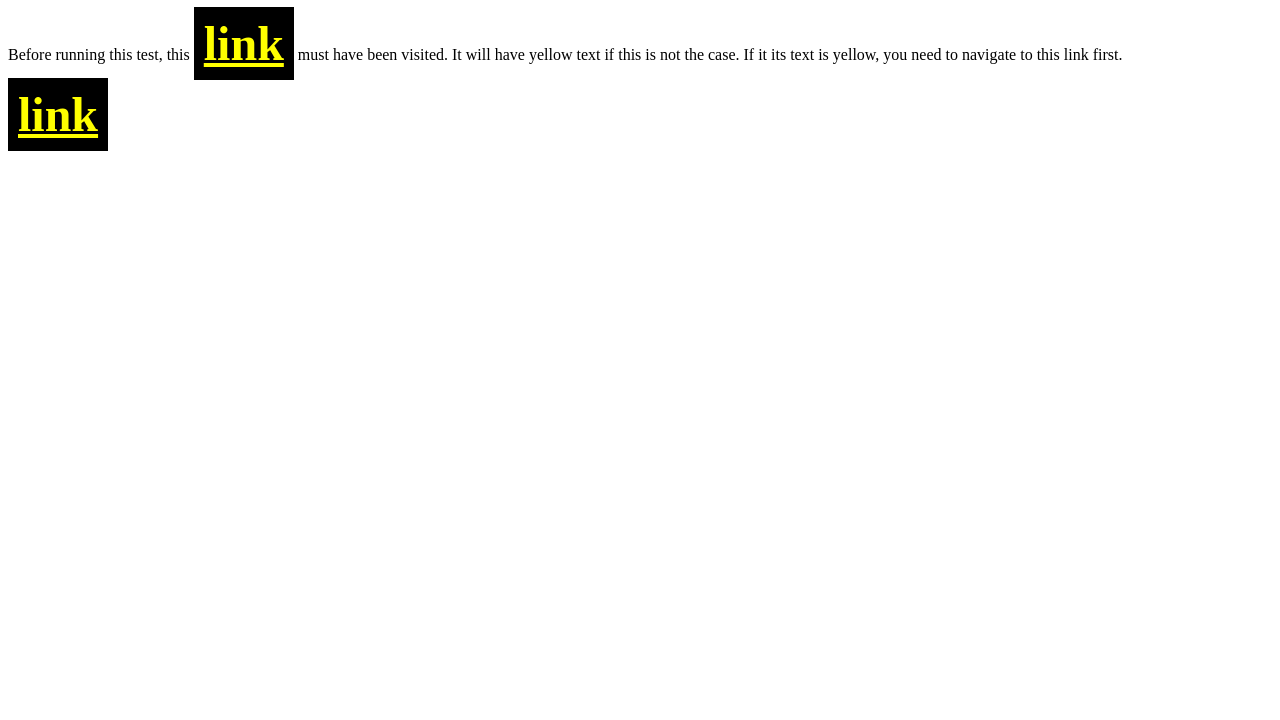 Before running this test, this link must have been visited. It will have yellow text if this is not the case. If it its text is yellow, you need to navigate to this link first.
link